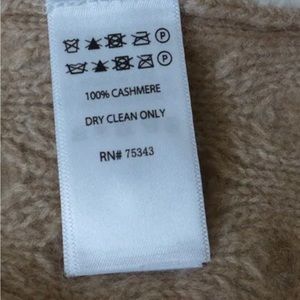 P
P
100% CASHMERE
DRY CLEAN ONLY
RN# 75343